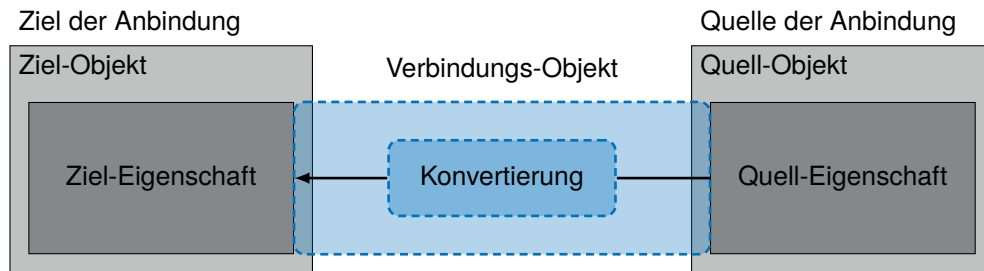 Ziel der Anbindung
Quelle der Anbindung
Ziel-Objekt
Verbindungs-Objekt
Quell-Objekt
Ziel-Eigenschaft
Konvertierung
Quell-Eigenschaft